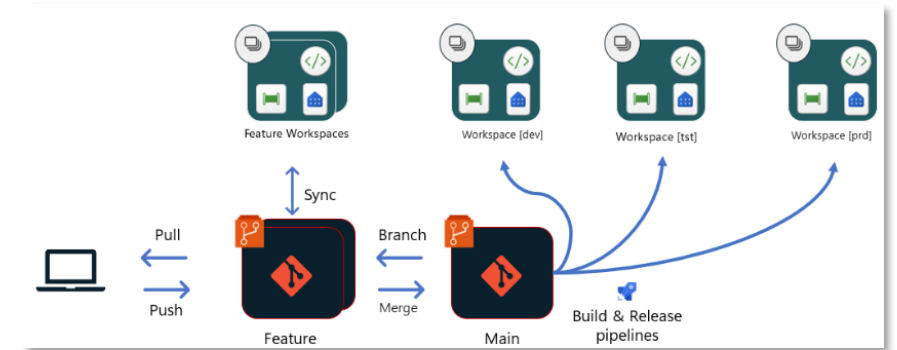 </>
</>
</>
</>
Feature Workspaces
Workspace [dev]
Workspace [tst]
Workspace [prd]
Sync
Pull
Push
Branch
Merge
Build & Release
pipelines
Feature
Main